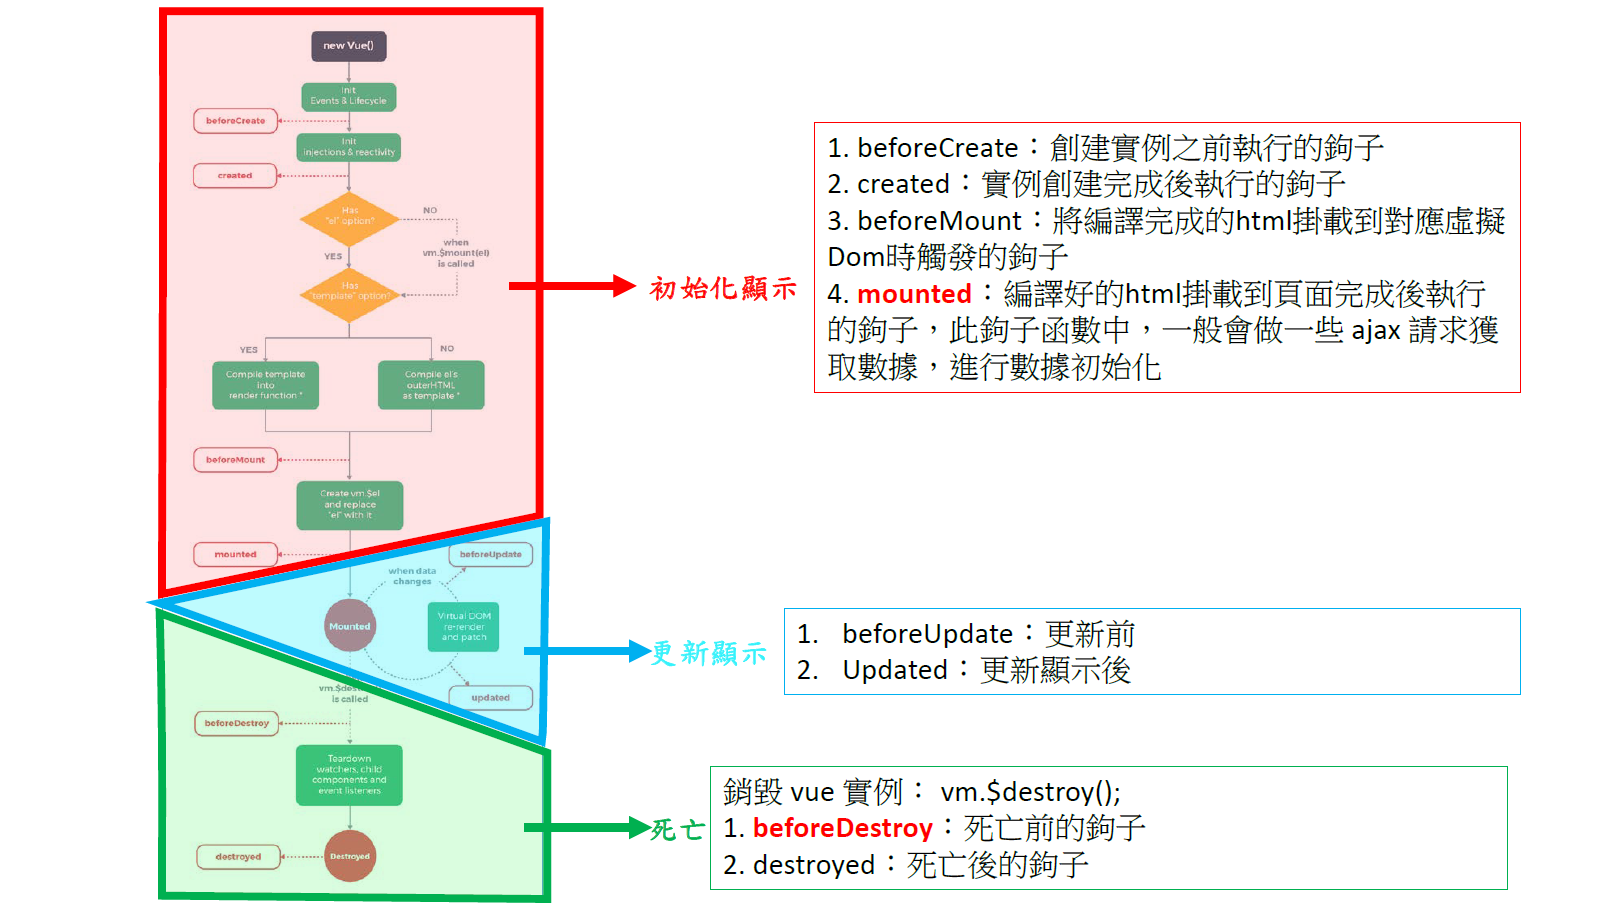 new Vue()
Init
Events & Lifecycle
beforeCreate
Init
injections & reactivity
created
Has
"el" option?
NO
when
vm.$mount(el)
is called
YES
Has
"template" option?
YES
NO
Compile template
into
render function *
Compile el's
outerHTML
as template *
beforeMount
Create vm.$el
and replace
"el" with it
mounted
beforeUpdate
when data
changes
Mounted
Virtual DOM
re-render
and patch
updated
vm.$des
is called
beforeDestroy
Teardown
watchers, child
components and
event listeners
destroyed
Destroyed
初始化顯示
1. beforeCreate：創建實例之前執行的鉤子
2. created：實例創建完成後執行的鉤子
3. beforeMount：將編譯完成的html掛載到對應虛擬
Dom時觸發的鉤子
4. mounted：編譯好的html掛載到頁面完成後執行
的鉤子，此鉤子函數中，一般會做一些 ajax 請求獲
取數據，進行數據初始化
更新顯示
1. beforeUpdate：更新前
2. Updated：更新顯示後
死亡
銷毀 vue 實例： vm.$destroy();
1. beforeDestroy：死亡前的鉤子
2. destroyed：死亡後的鉤子